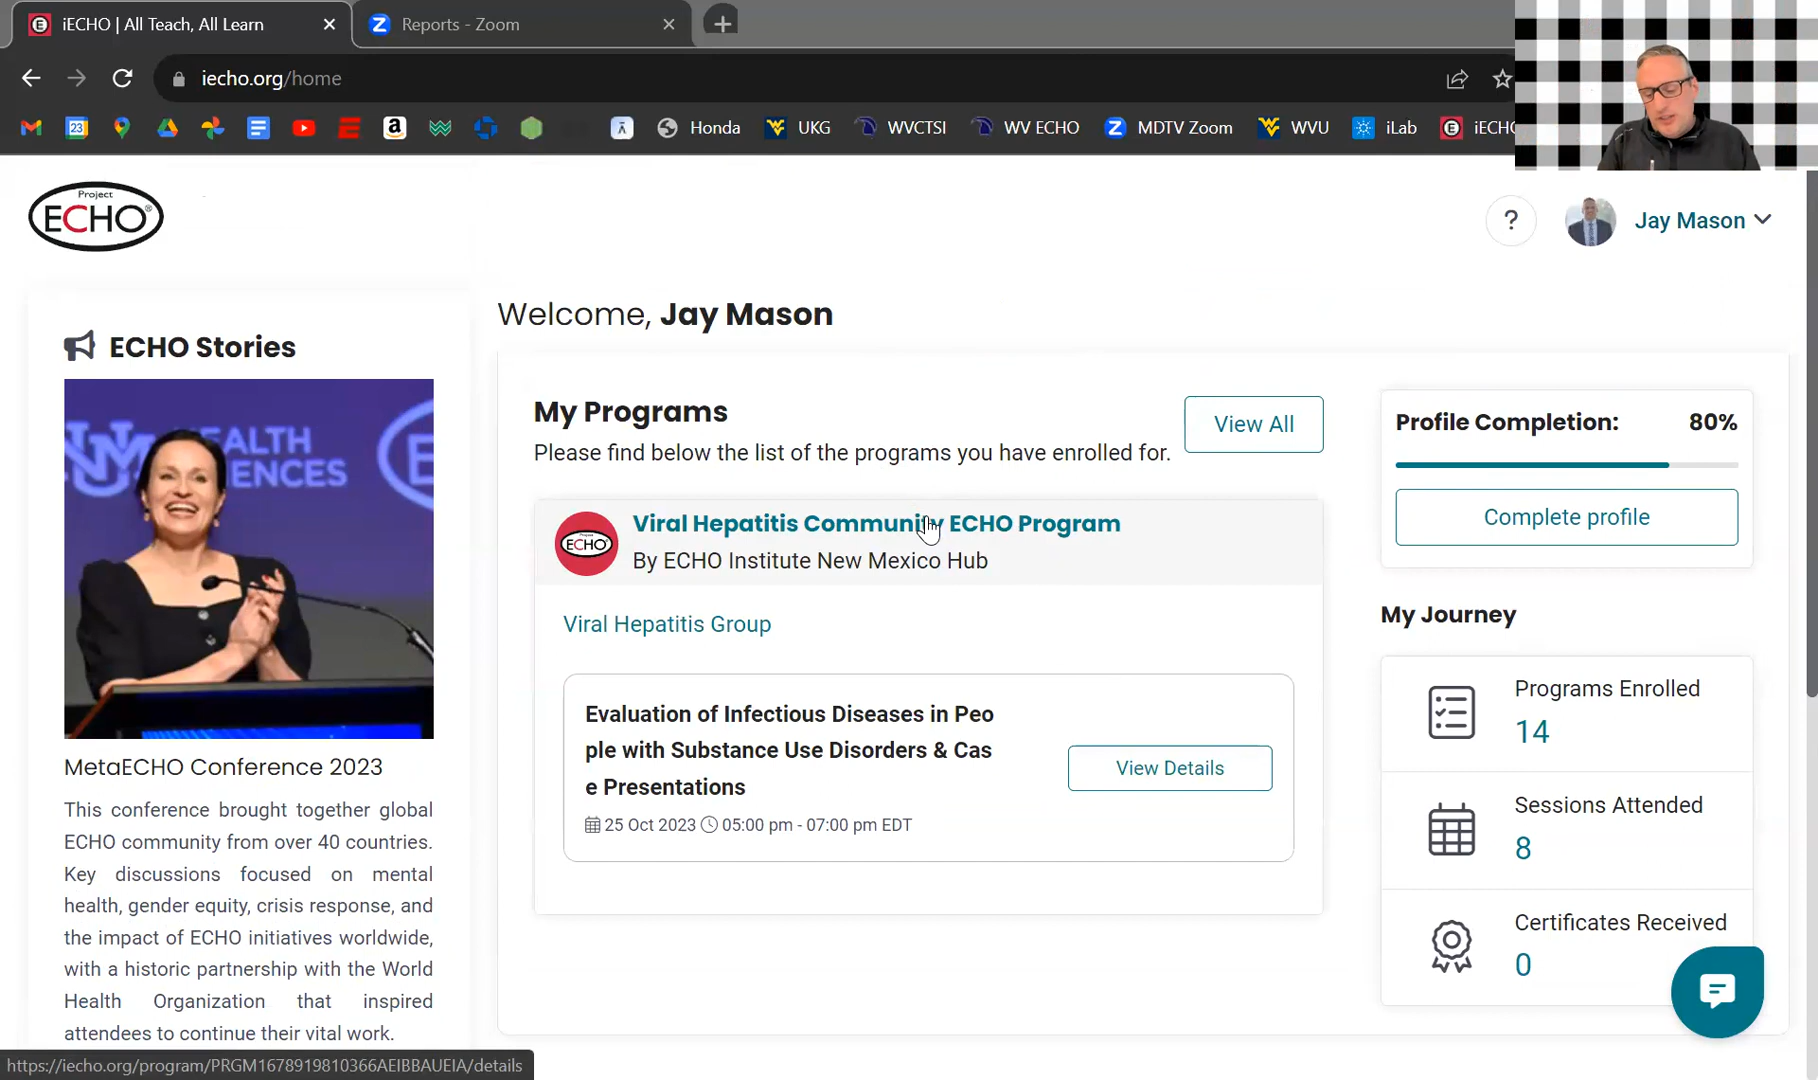 iECHO | All Teach, All Learn
Reports - Zoom
iecho.org/home
23
Honda
UKG
WVCTSI
WV ECHO
MDTV Zoom
WVU
iLab
iECHO
Project
ECHO®
?
Jay Mason
ECHO Stories
Welcome, Jay Mason
My Programs
Please find below the list of the programs you have enrolled for.
View All
Profile Completion: 80%
Complete profile
Viral Hepatitis Community ECHO Program
By ECHO Institute New Mexico Hub
ECHO
Viral Hepatitis Group
Evaluation of Infectious Diseases in Peo
ple with Substance Use Disorders & Cas
e Presentations
25 Oct 2023 05:00 pm - 07:00 pm EDT
View Details
My Journey
Programs Enrolled
14
Sessions Attended
8
Certificates Received
0
MetaECHO Conference 2023
This conference brought together global
ECHO community from over 40 countries.
Key discussions focused on mental
health, gender equity, crisis response, and
the impact of ECHO initiatives worldwide,
with a historic partnership with the World
Health Organization that inspired
attendees to continue their vital work.
https://iecho.org/program/PRGM1678919810366AEIBBAUEIA/details